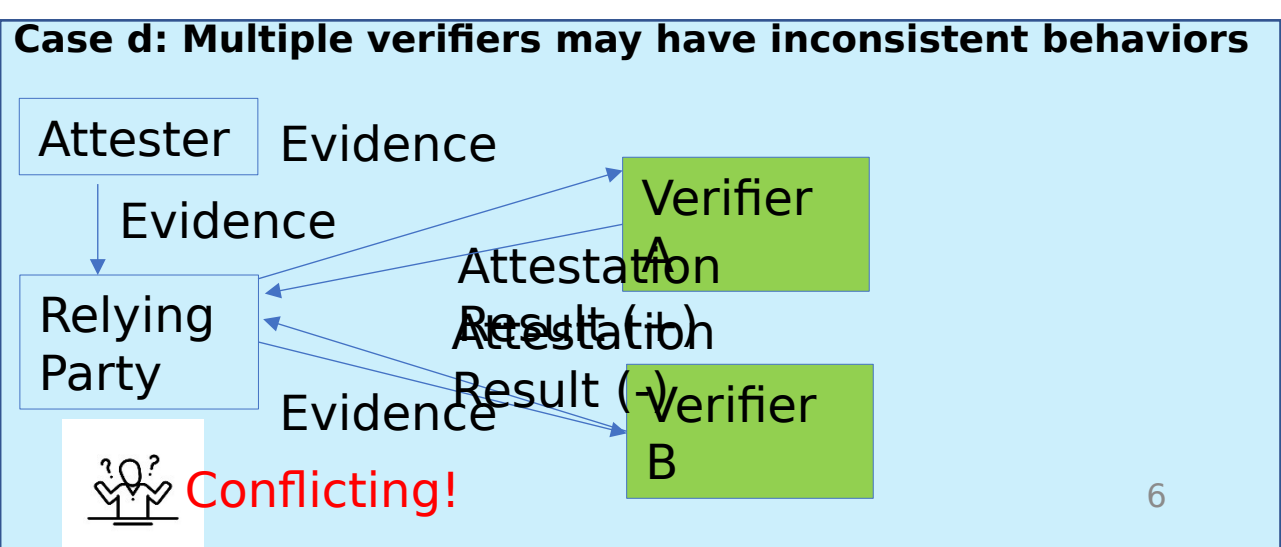 Case d: Multiple verifiers may have inconsistent behaviors
Attester
Evidence
Evidence
Verifier
A
Attestation
Result (+)
Relying
Party
Attestation
Result (-)
Evidence
Verifier
B
Conflicting!
6